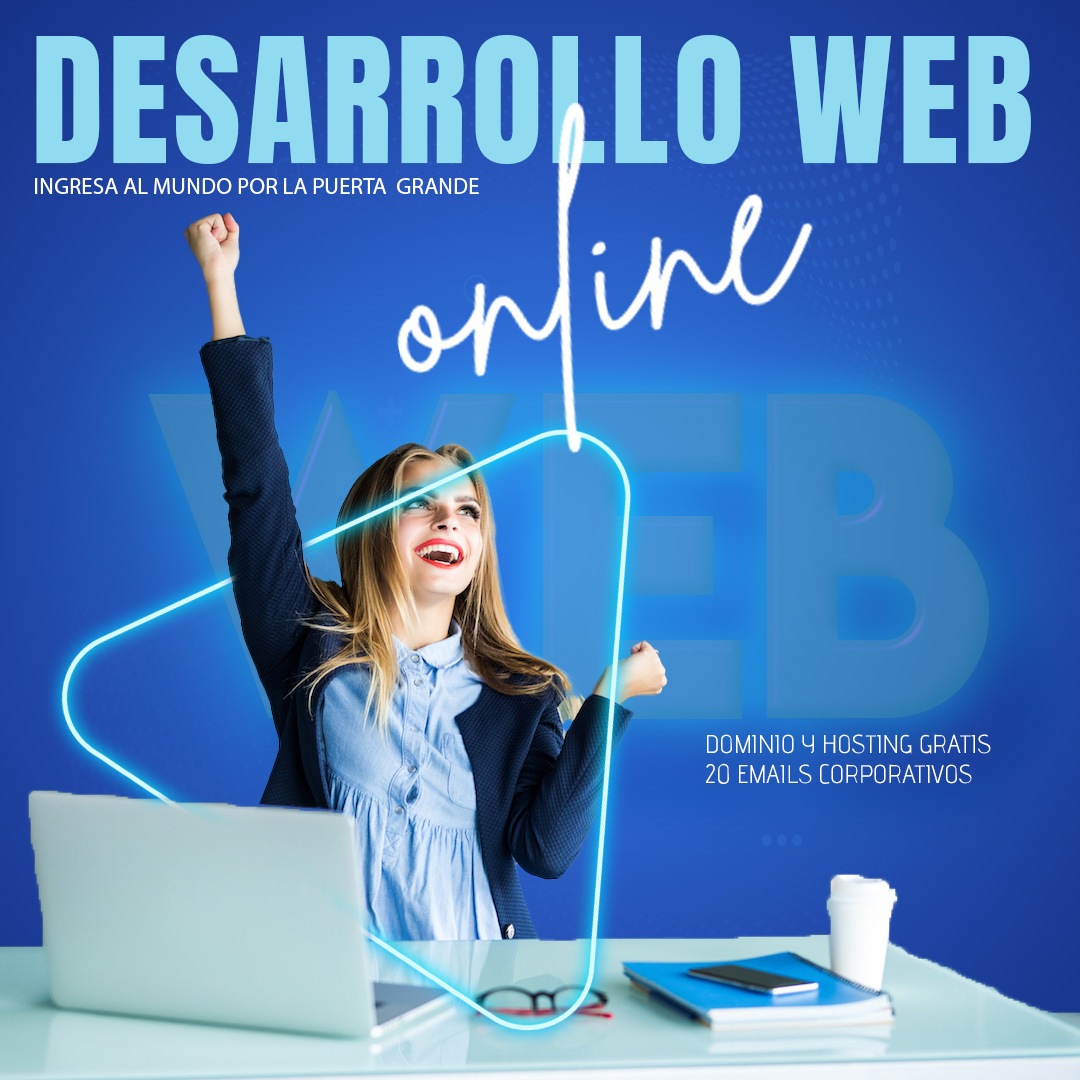 DESARROLLO WEB
INGRESA AL MUNDO POR LA PUERTA GRANDE
online
WEB
DOMINIO Y HOSTING GRATIS
20 EMAILS CORPORATIVOS